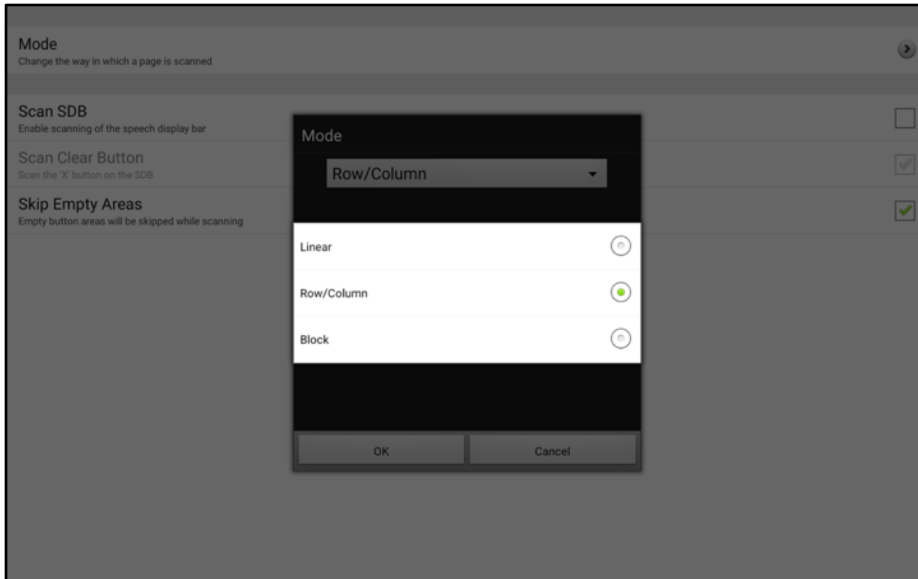 Mode
Change the way in which a page is scanned
Scan SDB
Enable scanning of the speech display bar
Scan Clear Button
Scan the 'X' button on the SDB
Skip Empty Areas
Empty button areas will be skipped while scanning
Mode
Row/Column
Linear
Row/Column
Block
OK
Cancel